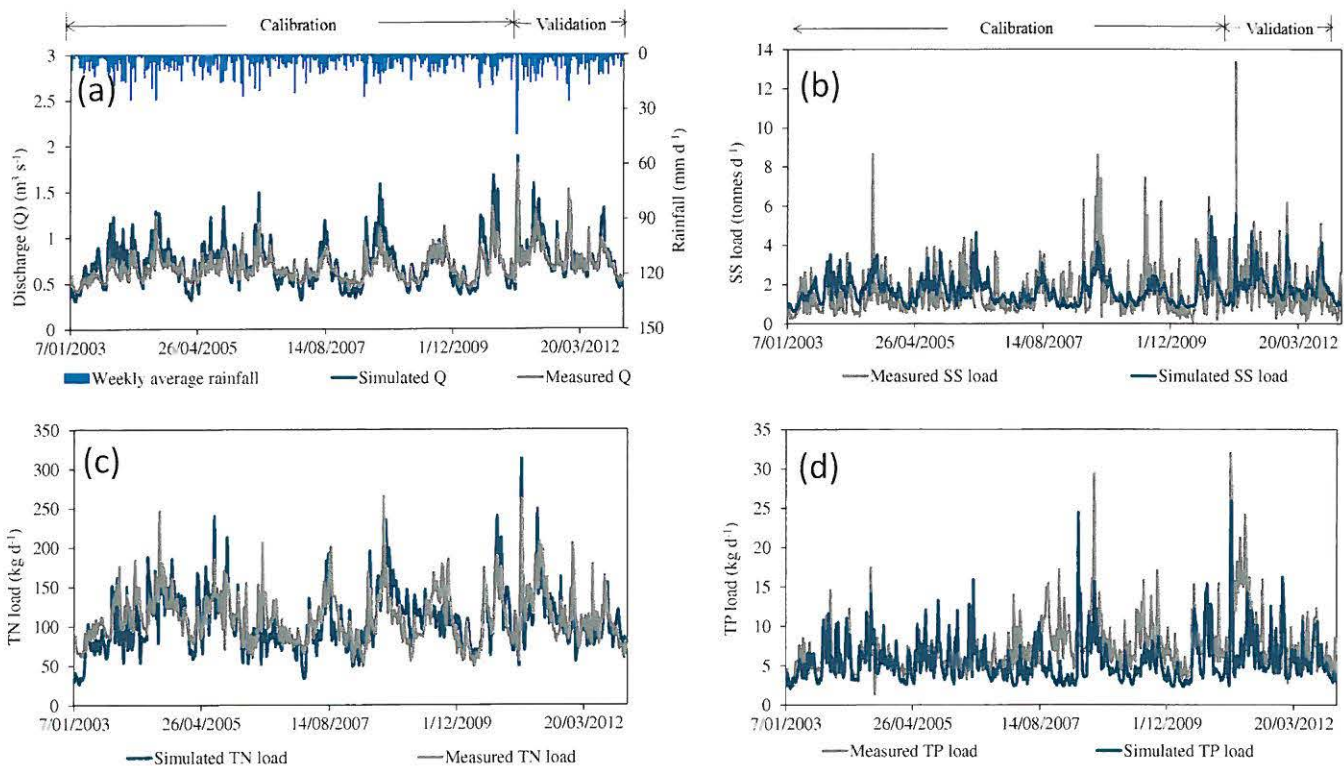 Calibration Validation
3 0
(a)
2.5 30
2 60
1.5 90
1 120
0.5
0 150
Discharge (Q) (m³ s⁻¹)
Rainfall (mm d⁻¹)
7/01/2003 26/04/2005 14/08/2007 1/12/2009 20/03/2012
Weekly average rainfall Simulated Q Measured Q
Calibration Validation
14
(b)
12
10
8
6
4
2
0
SS load (tonnes d⁻¹)
7/01/2003 26/04/2005 14/08/2007 1/12/2009 20/03/2012
Measured SS load Simulated SS load
350
(c)
300
250
200
150
100
50
0
TN load (kg d⁻¹)
7/01/2003 26/04/2005 14/08/2007 1/12/2009 20/03/2012
Simulated TN load Measured TN load
35
(d)
30
25
20
15
10
5
0
TP load (kg d⁻¹)
7/01/2003 26/04/2005 14/08/2007 1/12/2009 20/03/2012
Measured TP load Simulated TP load